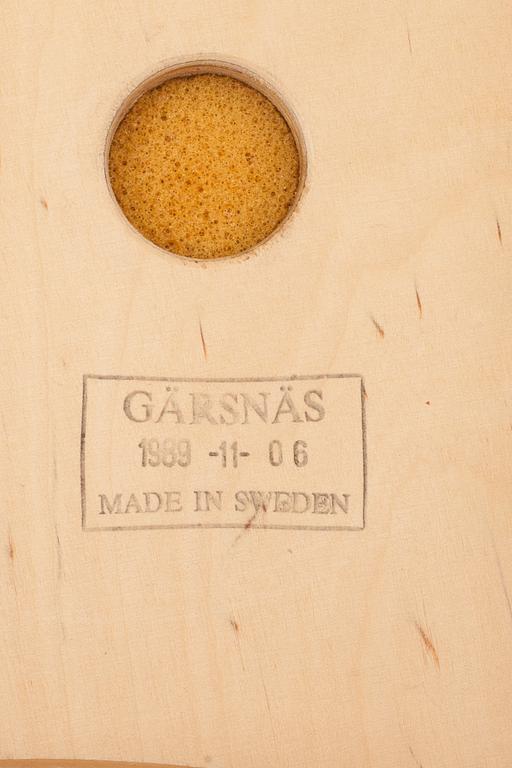 GÄRSNÄS
1989 -11- 06
MADE IN SWEDEN